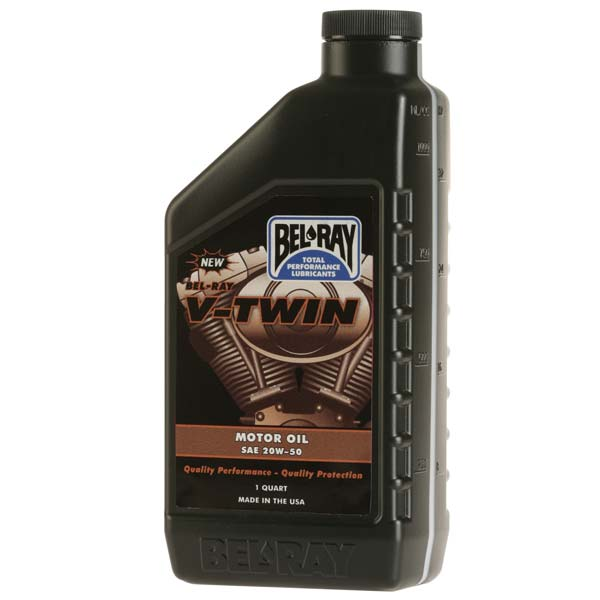 BEL-RAY
TOTAL
PERFORMANCE
LUBRICANTS
NEW
BEL-RAY
V-TWIN
MOTOR OIL
SAE 20W-50
Quality Performance - Quality Protection
1 QUART
MADE IN THE USA
BEL-RAY